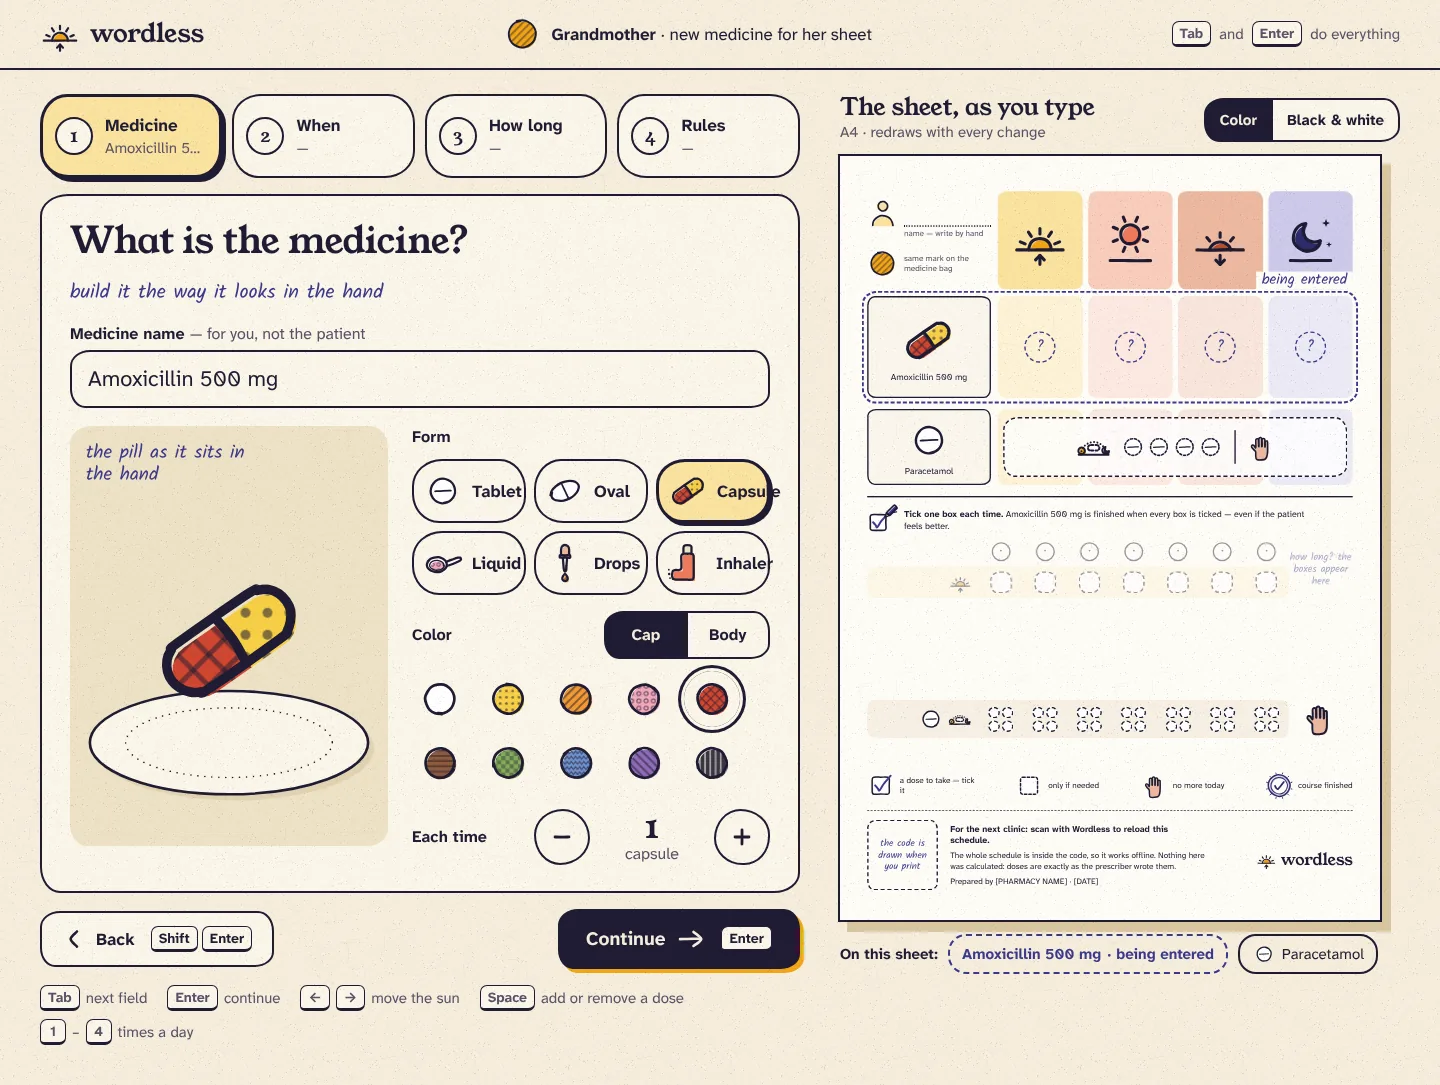 wordless
Grandmother · new medicine for her sheet
Tab and Enter do everything
1 Medicine
Amoxicillin 5...
2 When
—
3 How long
—
4 Rules
—
What is the medicine?
build it the way it looks in the hand
Medicine name — for you, not the patient
Amoxicillin 500 mg
the pill as it sits in
the hand
Form
Tablet
Oval
Capsule
Liquid
Drops
Inhaler
Color
Cap
Body
Each time
−
1
capsule
+
Back Shift Enter
Continue → Enter
Tab next field Enter continue ← → move the sun Space add or remove a dose
1 – 4 times a day
The sheet, as you type
A4 · redraws with every change
Color
Black & white
name — write by hand
same mark on the
medicine bag
being entered
Amoxicillin 500 mg
?
?
?
?
Paracetamol
Tick one box each time. Amoxicillin 500 mg is finished when every box is ticked — even if the patient
feels better.
how long? the
boxes appear
here
a dose to take — tick
it
only if needed
no more today
course finished
the code is
drawn when
you print
For the next clinic: scan with Wordless to reload this
schedule.
The whole schedule is inside the code, so it works offline. Nothing here
was calculated: doses are exactly as the prescriber wrote them.
Prepared by [PHARMACY NAME] · [DATE]
wordless
On this sheet:
Amoxicillin 500 mg · being entered
Paracetamol